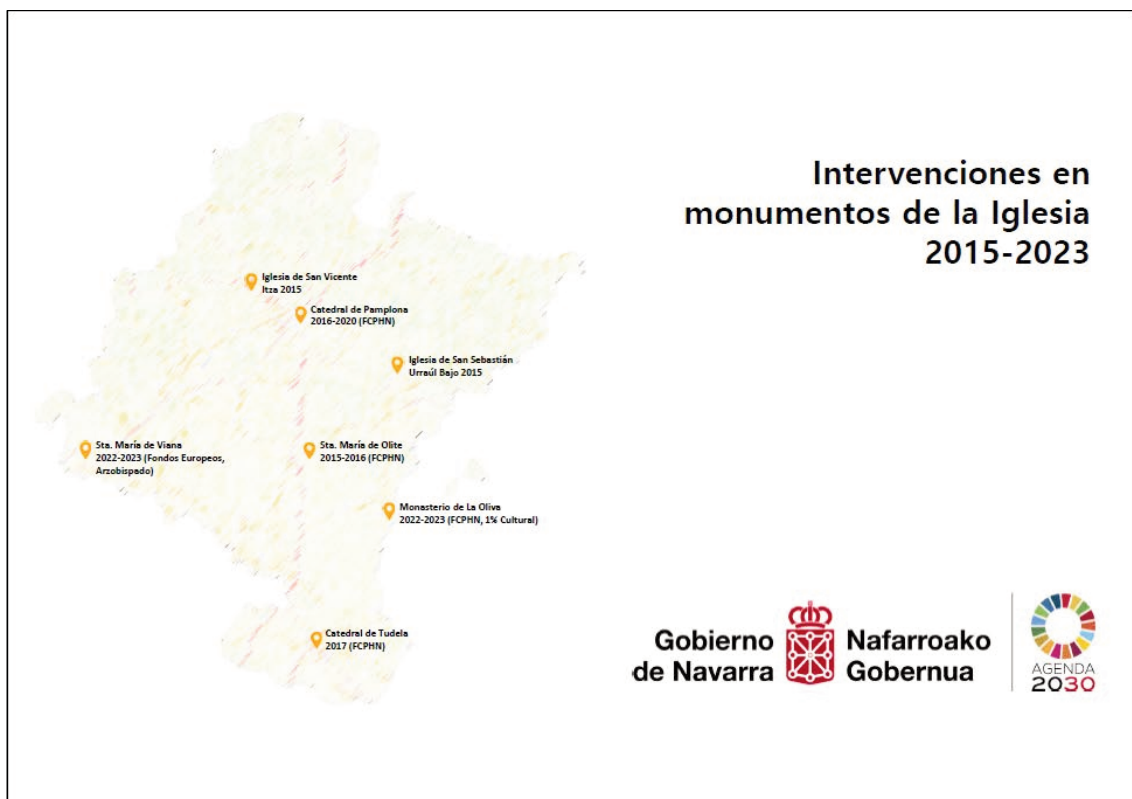 Intervenciones en
monumentos de la Iglesia
2015-2023
Iglesia de San Vicente
Itza 2015
Catedral de Pamplona
2016-2020 (FCPHN)
Iglesia de San Sebastián
Urraúl Bajo 2015
Sta. María de Viana
2022-2023 (Fondos Europeos,
Arzobispado)
Sta. María de Olite
2015-2016 (FCPHN)
Monasterio de La Oliva
2022-2023 (FCPHN, 1% Cultural)
Catedral de Tudela
2017 (FCPHN)
Gobierno
de Navarra
Nafarroako
Gobernua
AGENDA
2030